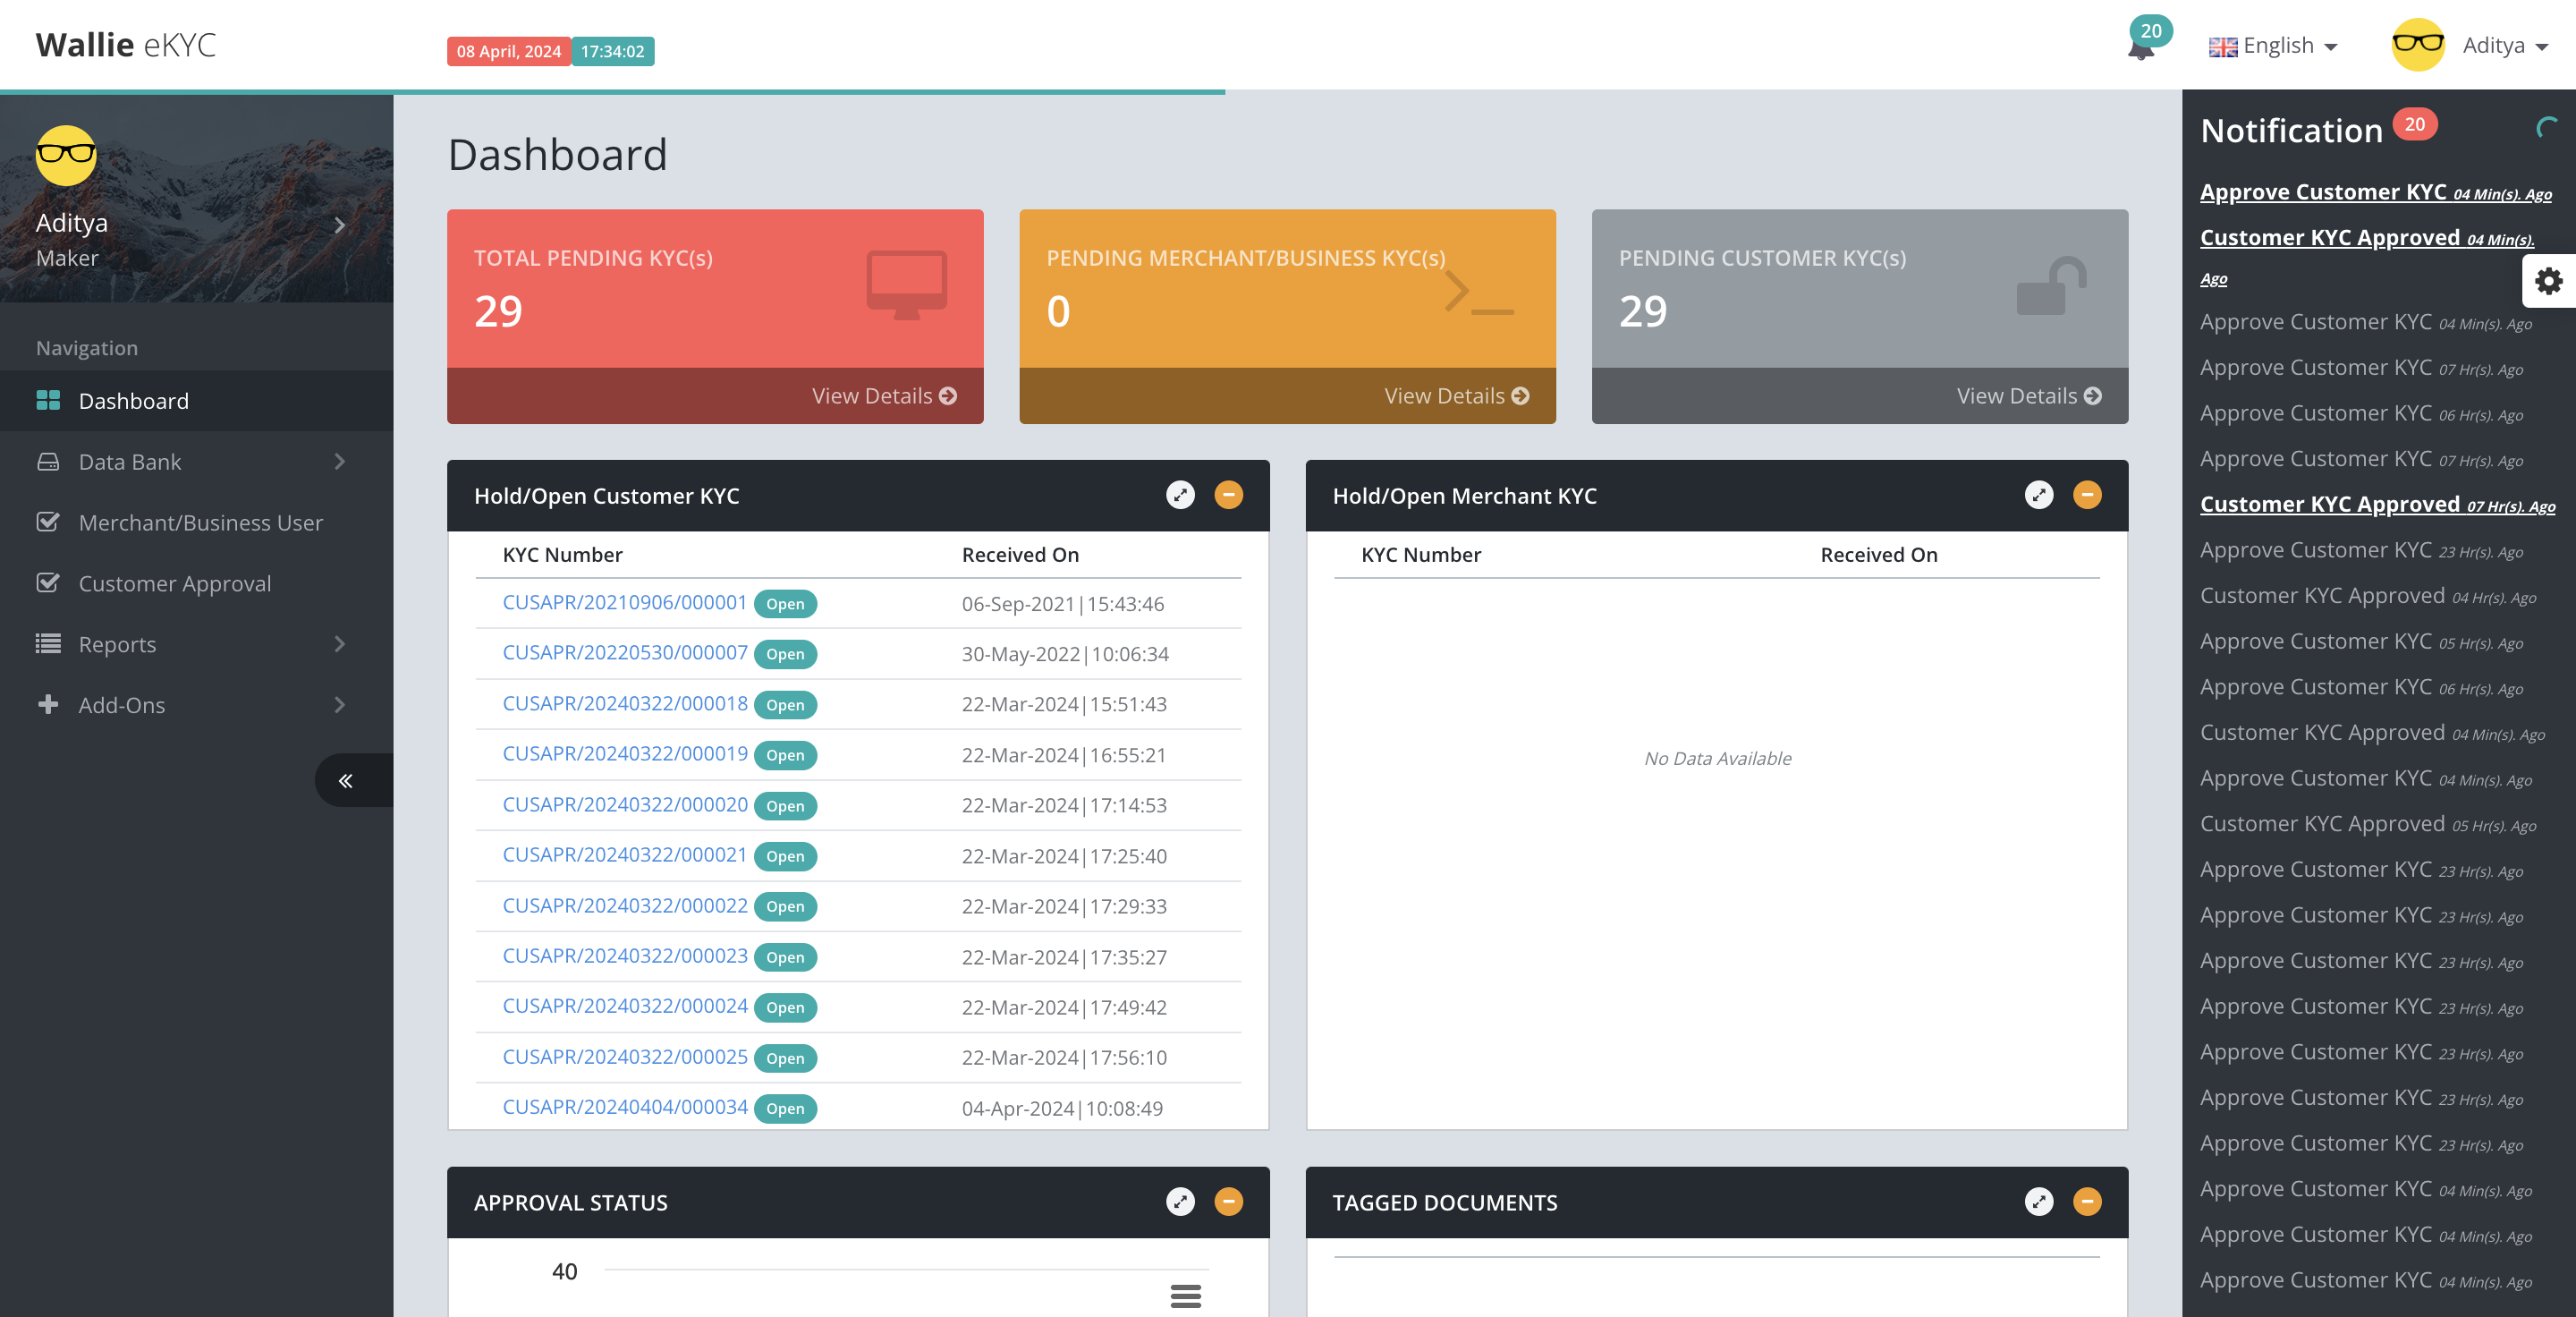 Wallie eKYC
08 April, 2024 17:34:02
20
English
Aditya
Aditya
Maker
Navigation
Dashboard
Data Bank
Merchant/Business User
Customer Approval
Reports
Add-Ons
Dashboard
TOTAL PENDING KYC(s)
29
View Details
PENDING MERCHANT/BUSINESS KYC(s)
0
View Details
PENDING CUSTOMER KYC(s)
29
View Details
Hold/Open Customer KYC
KYC Number Received On
CUSAPR/20210906/000001 Open 06-Sep-2021|15:43:46
CUSAPR/20220530/000007 Open 30-May-2022|10:06:34
CUSAPR/20240322/000018 Open 22-Mar-2024|15:51:43
CUSAPR/20240322/000019 Open 22-Mar-2024|16:55:21
CUSAPR/20240322/000020 Open 22-Mar-2024|17:14:53
CUSAPR/20240322/000021 Open 22-Mar-2024|17:25:40
CUSAPR/20240322/000022 Open 22-Mar-2024|17:29:33
CUSAPR/20240322/000023 Open 22-Mar-2024|17:35:27
CUSAPR/20240322/000024 Open 22-Mar-2024|17:49:42
CUSAPR/20240322/000025 Open 22-Mar-2024|17:56:10
CUSAPR/20240404/000034 Open 04-Apr-2024|10:08:49
Hold/Open Merchant KYC
KYC Number Received On
No Data Available
APPROVAL STATUS
40
TAGGED DOCUMENTS
Notification 20
Approve Customer KYC 04 Min(s). Ago
Customer KYC Approved 04 Min(s).
Ago
Approve Customer KYC 04 Min(s). Ago
Approve Customer KYC 07 Hr(s). Ago
Approve Customer KYC 06 Hr(s). Ago
Approve Customer KYC 07 Hr(s). Ago
Customer KYC Approved 07 Hr(s). Ago
Approve Customer KYC 23 Hr(s). Ago
Customer KYC Approved 04 Hr(s). Ago
Approve Customer KYC 05 Hr(s). Ago
Approve Customer KYC 06 Hr(s). Ago
Customer KYC Approved 04 Min(s). Ago
Approve Customer KYC 04 Min(s). Ago
Customer KYC Approved 05 Hr(s). Ago
Approve Customer KYC 23 Hr(s). Ago
Approve Customer KYC 23 Hr(s). Ago
Approve Customer KYC 23 Hr(s). Ago
Approve Customer KYC 23 Hr(s). Ago
Approve Customer KYC 23 Hr(s). Ago
Approve Customer KYC 23 Hr(s). Ago
Approve Customer KYC 23 Hr(s). Ago
Approve Customer KYC 04 Min(s). Ago
Approve Customer KYC 04 Min(s). Ago
Approve Customer KYC 04 Min(s). Ago